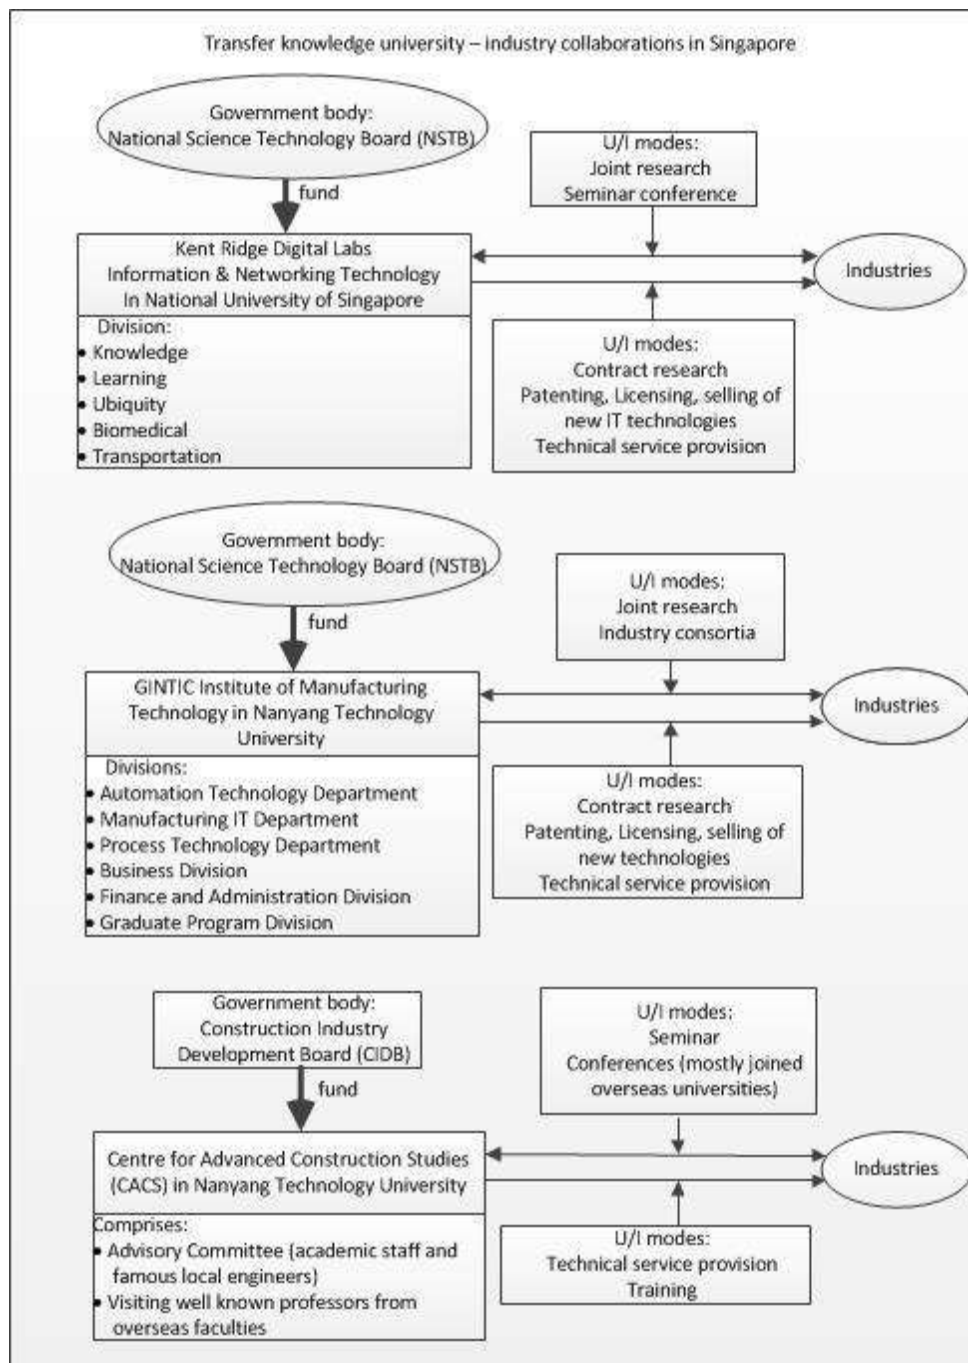 Transfer knowledge university – industry collaborations in Singapore
Government body:
National Science Technology Board (NSTB)
fund
U/I modes:
Joint research
Seminar conference
Kent Ridge Digital Labs
Information & Networking Technology
In National University of Singapore
Industries
Division:
• Knowledge
• Learning
• Ubiquity
• Biomedical
• Transportation
U/I modes:
Contract research
Patenting, Licensing, selling of
new IT technologies
Technical service provision
Government body:
National Science Technology Board (NSTB)
fund
U/I modes:
Joint research
Industry consortia
GINTIC Institute of Manufacturing
Technology in Nanyang Technology
University
Industries
Divisions:
• Automation Technology Department
• Manufacturing IT Department
• Process Technology Department
• Business Division
• Finance and Administration Division
• Graduate Program Division
U/I modes:
Contract research
Patenting, Licensing, selling of
new technologies
Technical service provision
Government body:
Construction Industry
Development Board (CIDB)
fund
U/I modes:
Seminar
Conferences (mostly joined
overseas universities)
Centre for Advanced Construction Studies
(CACS) in Nanyang Technology University
Industries
Comprises:
• Advisory Committee (academic staff and
famous local engineers)
• Visiting well known professors from
overseas faculties
U/I modes:
Technical service provision
Training